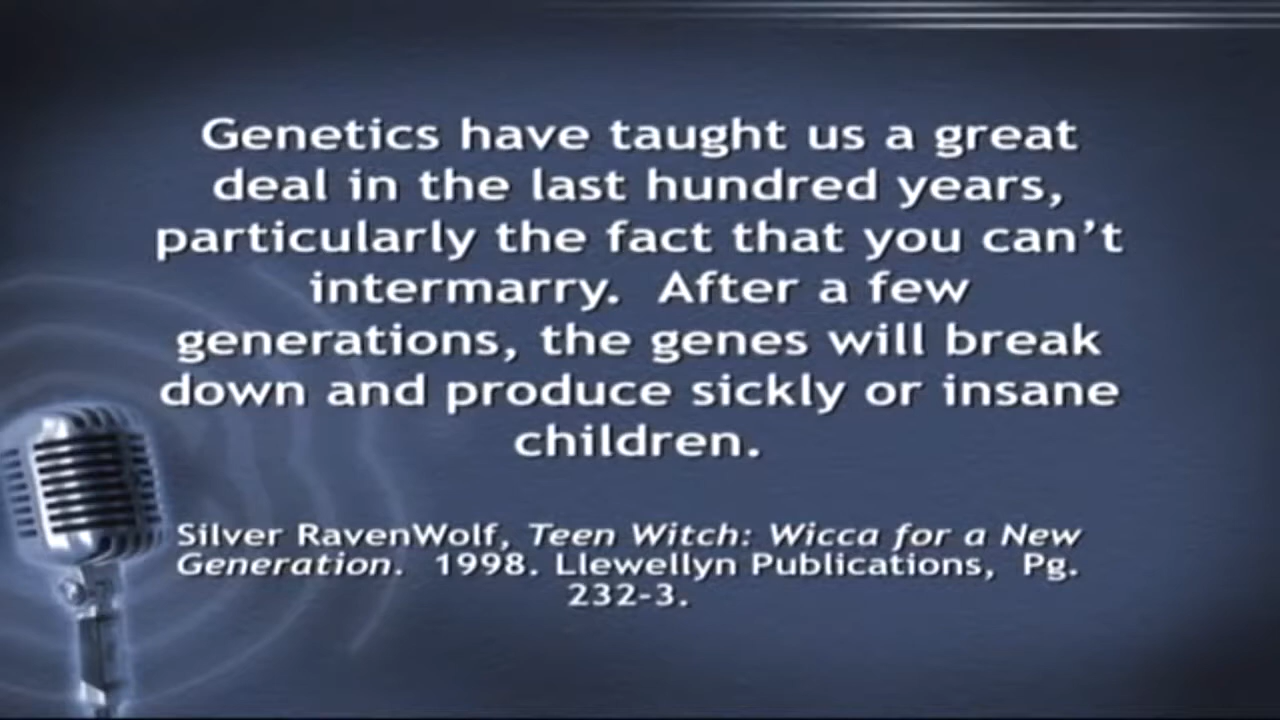 Genetics have taught us a great
deal in the last hundred years,
particularly the fact that you can’t
intermarry.  After a few
generations, the genes will break
down and produce sickly or insane
children.
Silver RavenWolf, Teen Witch: Wicca for a New
Generation.  1998. Llewellyn Publications,  Pg.
232-3.